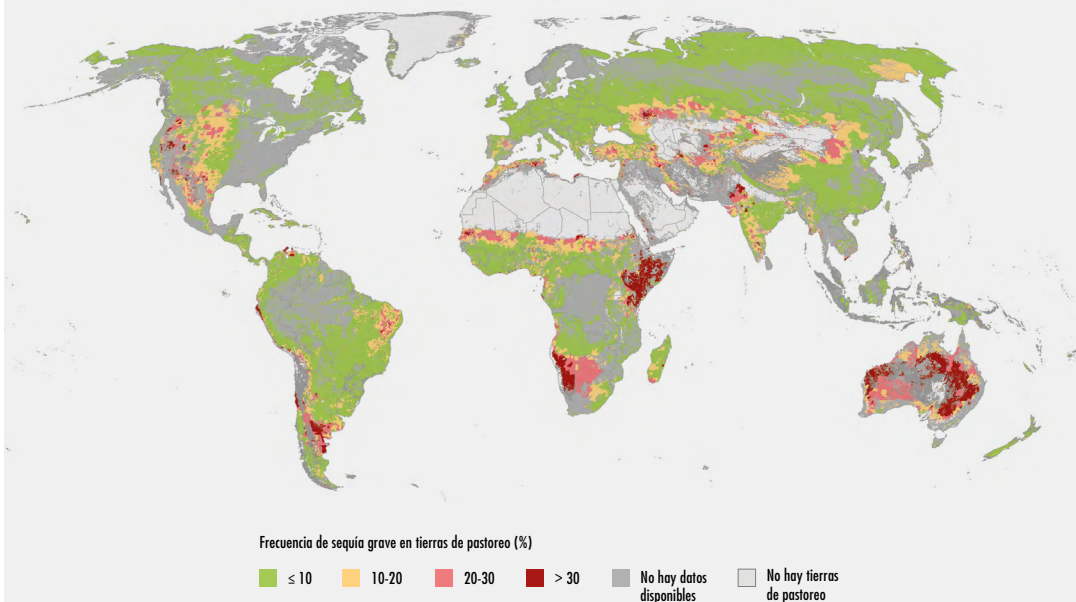 Frecuencia de sequía grave en tierras de pastoreo (%)
≤ 10
10-20
20-30
> 30
No hay datos
disponibles
No hay tierras
de pastoreo